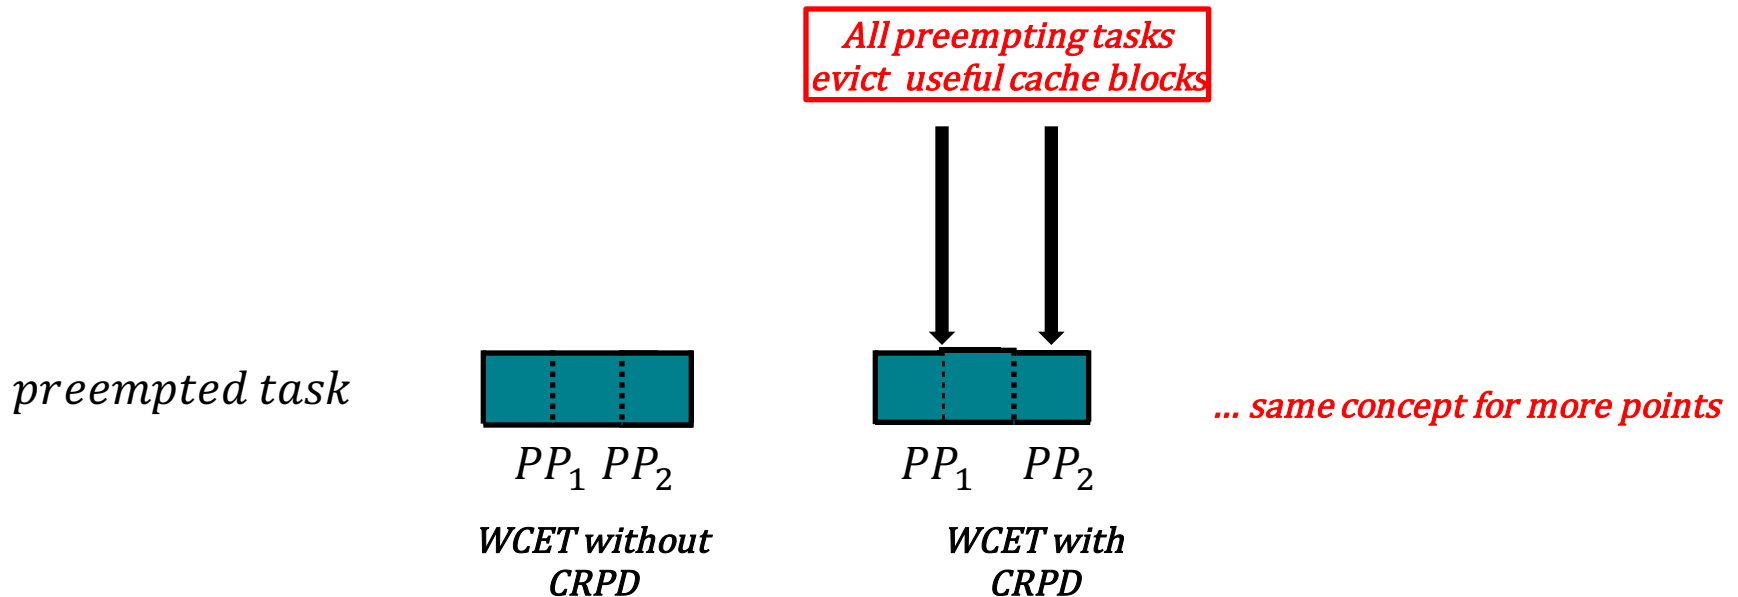 All preempting tasks
evict useful cache blocks
preempted task
PP₁ PP₂
PP₁ PP₂
... same concept for more points
WCET without
CRPD
WCET with
CRPD